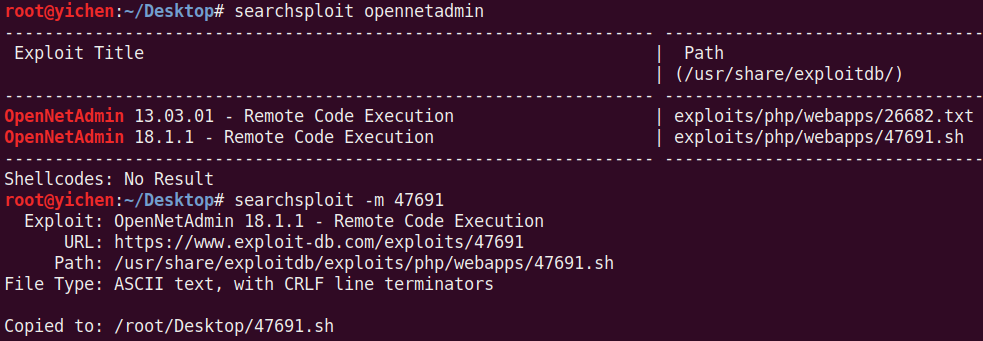 root@yichen:~/Desktop# searchsploit opennetadmin
----------------------------------------------------------------- --------------------------------
 Exploit Title                                                   |  Path
                                                                 | (/usr/share/exploitdb/)
----------------------------------------------------------------- --------------------------------
OpenNetAdmin 13.03.01 - Remote Code Execution                    | exploits/php/webapps/26682.txt
OpenNetAdmin 18.1.1 - Remote Code Execution                      | exploits/php/webapps/47691.sh
----------------------------------------------------------------- --------------------------------
Shellcodes: No Result
root@yichen:~/Desktop# searchsploit -m 47691
  Exploit: OpenNetAdmin 18.1.1 - Remote Code Execution
      URL: https://www.exploit-db.com/exploits/47691
     Path: /usr/share/exploitdb/exploits/php/webapps/47691.sh
File Type: ASCII text, with CRLF line terminators

Copied to: /root/Desktop/47691.sh